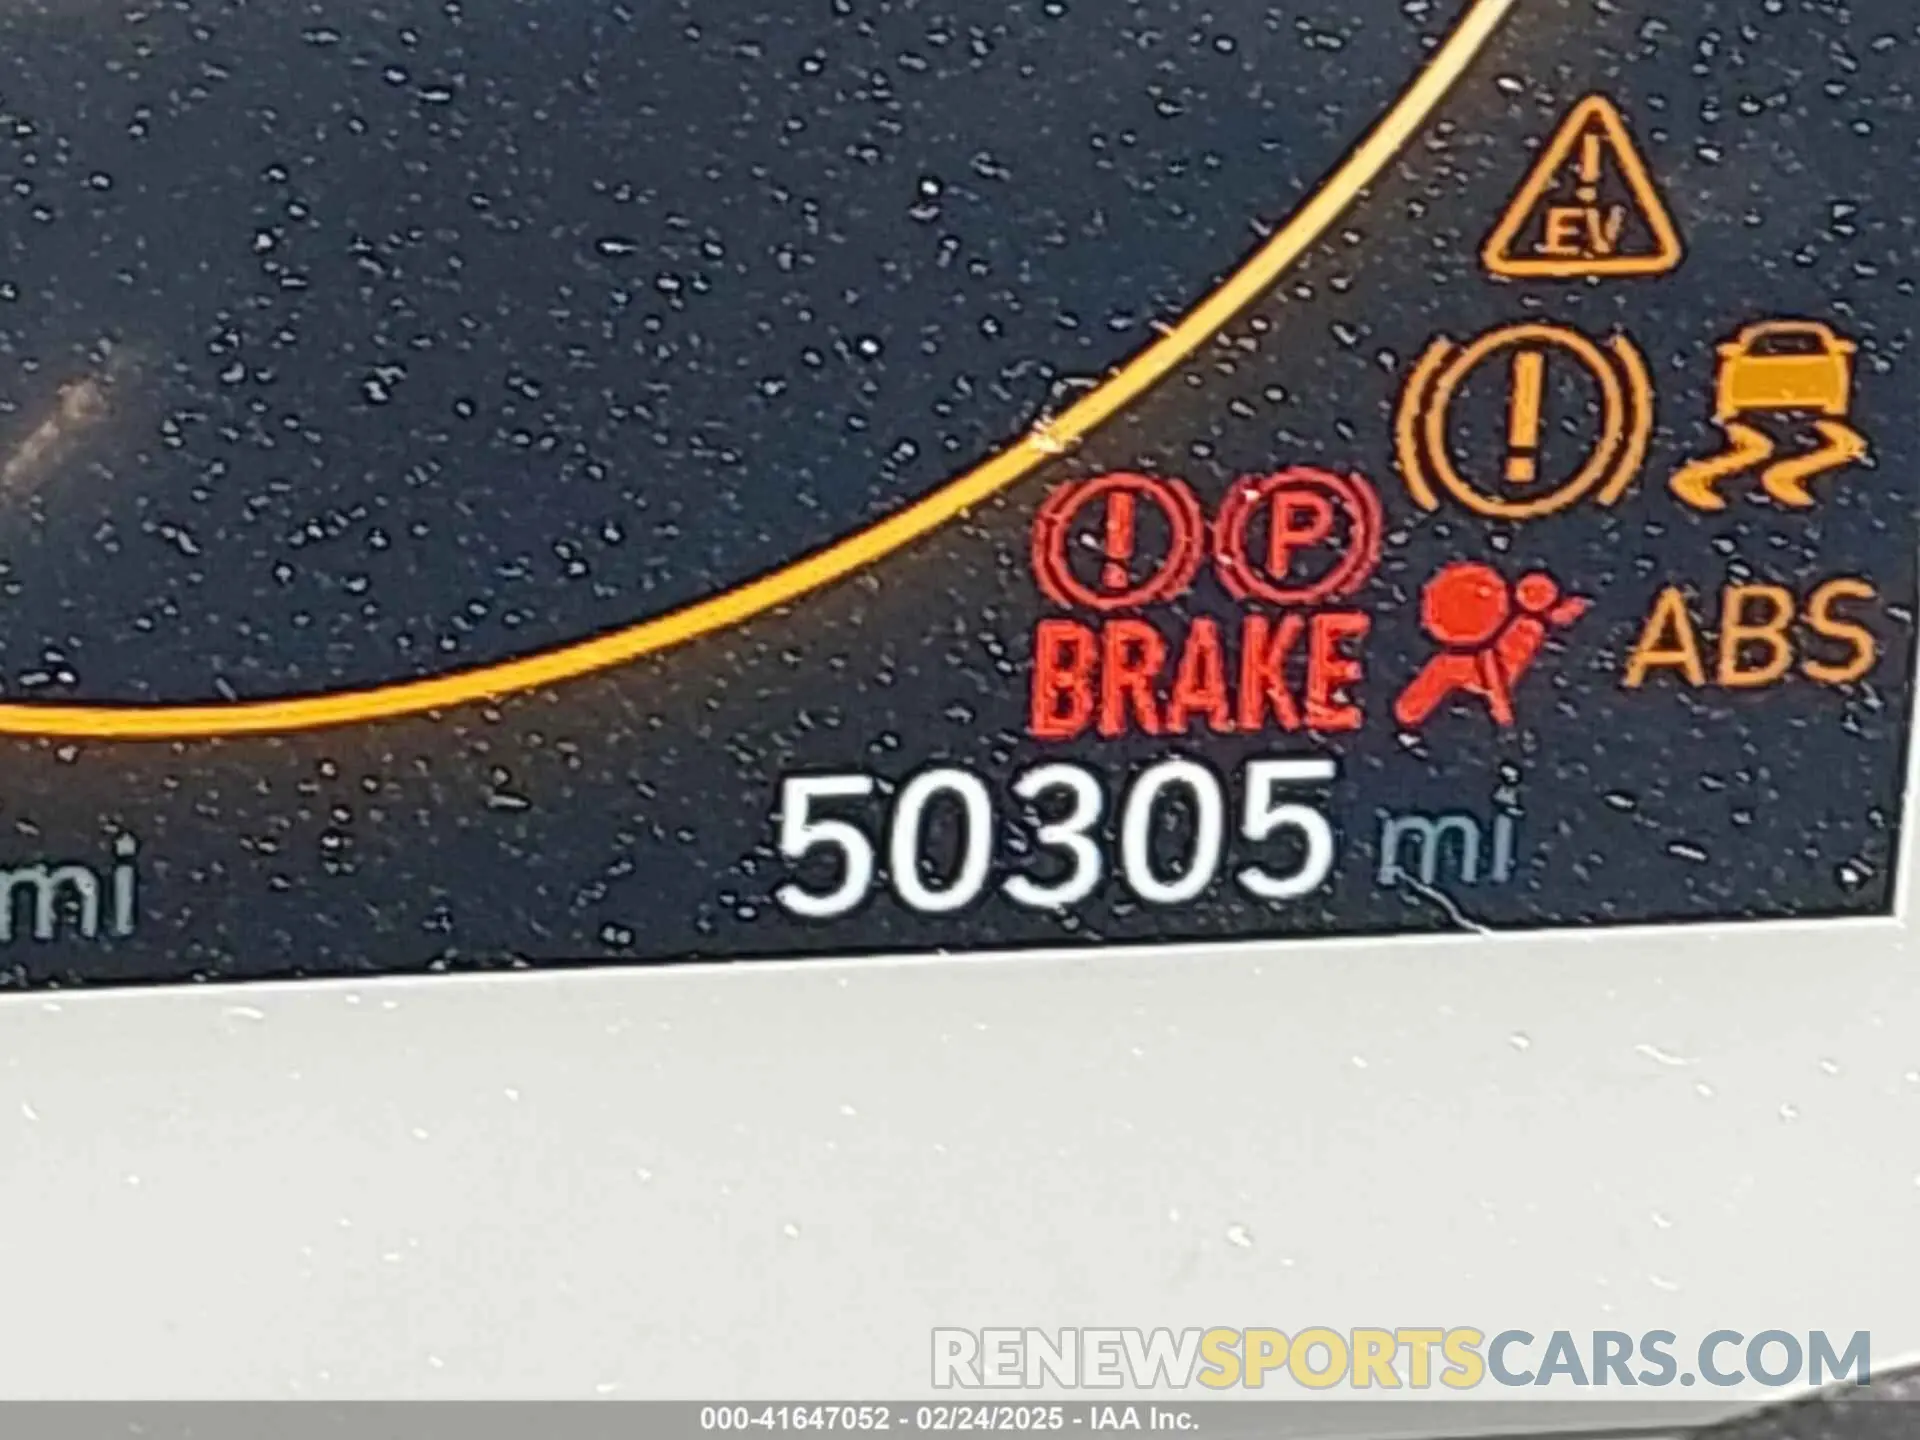 ! EV
!
! P
BRAKE ABS
50305 mi
mi
RENEWSPORTSCARS.COM
000-41647052 - 02/24/2025 - IAA Inc.